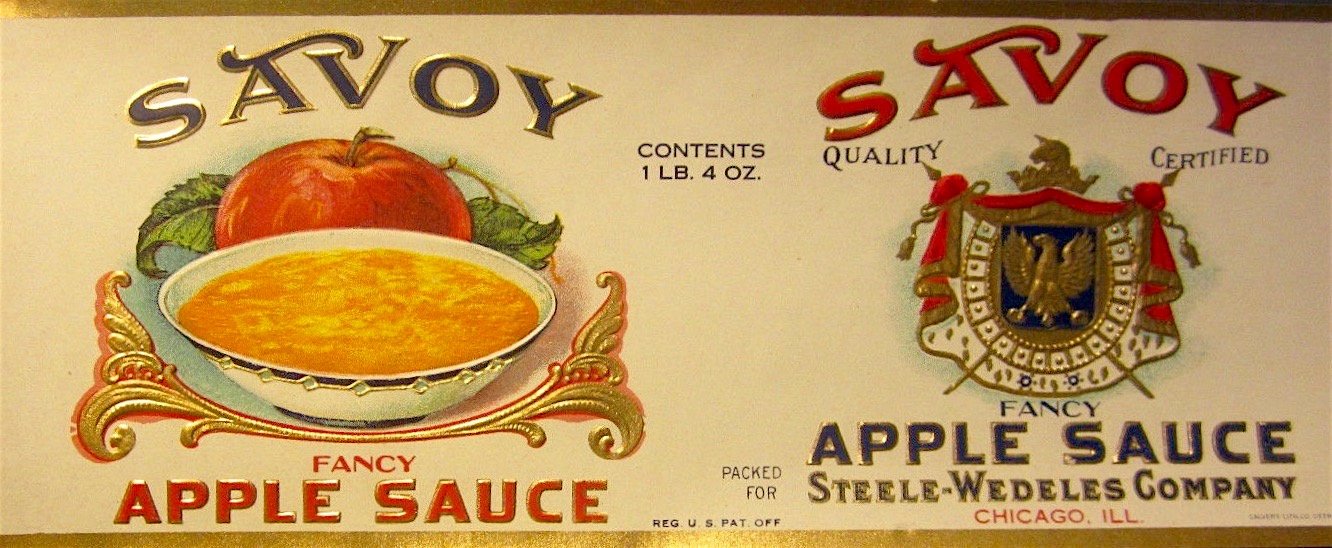 SAVOY
CONTENTS
1 LB. 4 OZ.
FANCY
APPLE SAUCE
REG. U. S. PAT. OFF
SAVOY
QUALITY CERTIFIED
FANCY
APPLE SAUCE
PACKED
FOR
STEELE-WEDELES COMPANY
CHICAGO, ILL.